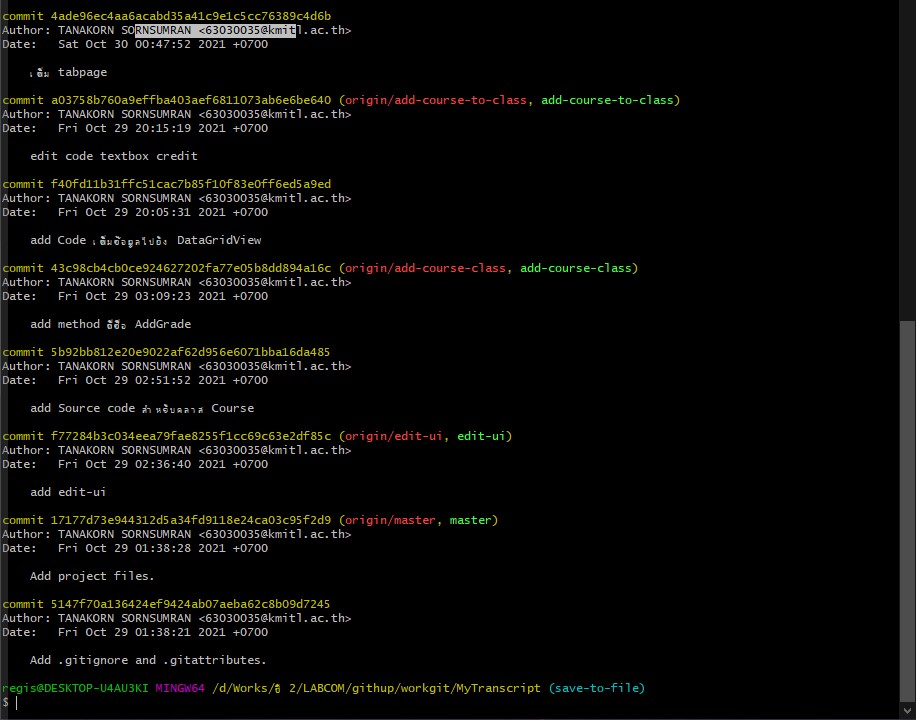 commit 4ade96ec4aa6acabd35a41c9e1c5cc76389c4d6b
Author: TANAKORN SORNSUMRAN <63030035@kmitl.ac.th>
Date:   Sat Oct 30 00:47:52 2021 +0700
เพิ่ม tabpage
commit a03758b760a9effba403aef6811073ab6e6be640 (origin/add-course-to-class, add-course-to-class)
Author: TANAKORN SORNSUMRAN <63030035@kmitl.ac.th>
Date:   Fri Oct 29 20:15:19 2021 +0700
edit code textbox credit
commit f40fd11b31ffc51cac7b85f10f83e0ff6ed5a9ed
Author: TANAKORN SORNSUMRAN <63030035@kmitl.ac.th>
Date:   Fri Oct 29 20:05:31 2021 +0700
add Code เพิ่มข้อมูลไปยัง DataGridView
commit 43c98cb4cb0ce924627202fa77e05b8dd894a16c (origin/add-course-class, add-course-class)
Author: TANAKORN SORNSUMRAN <63030035@kmitl.ac.th>
Date:   Fri Oct 29 03:09:23 2021 +0700
add method ชื่อ AddGrade
commit 5b92bb812e20e9022af62d956e6071bba16da485
Author: TANAKORN SORNSUMRAN <63030035@kmitl.ac.th>
Date:   Fri Oct 29 02:51:52 2021 +0700
add Source code สำหรับคลาส Course
commit f77284b3c034eea79fae8255f1cc69c63e2df85c (origin/edit-ui, edit-ui)
Author: TANAKORN SORNSUMRAN <63030035@kmitl.ac.th>
Date:   Fri Oct 29 02:36:40 2021 +0700
add edit-ui
commit 17177d73e944312d5a34fd9118e24ca03c95f2d9 (origin/master, master)
Author: TANAKORN SORNSUMRAN <63030035@kmitl.ac.th>
Date:   Fri Oct 29 01:38:28 2021 +0700
Add project files.
commit 5147f70a136424ef9424ab07aeba62c8b09d7245
Author: TANAKORN SORNSUMRAN <63030035@kmitl.ac.th>
Date:   Fri Oct 29 01:38:21 2021 +0700
Add .gitignore and .gitattributes.
regis@DESKTOP-U4AU3KI MINGW64 /d/Works/ปี 2/LABCOM/githup/workgit/MyTranscript (save-to-file)
$